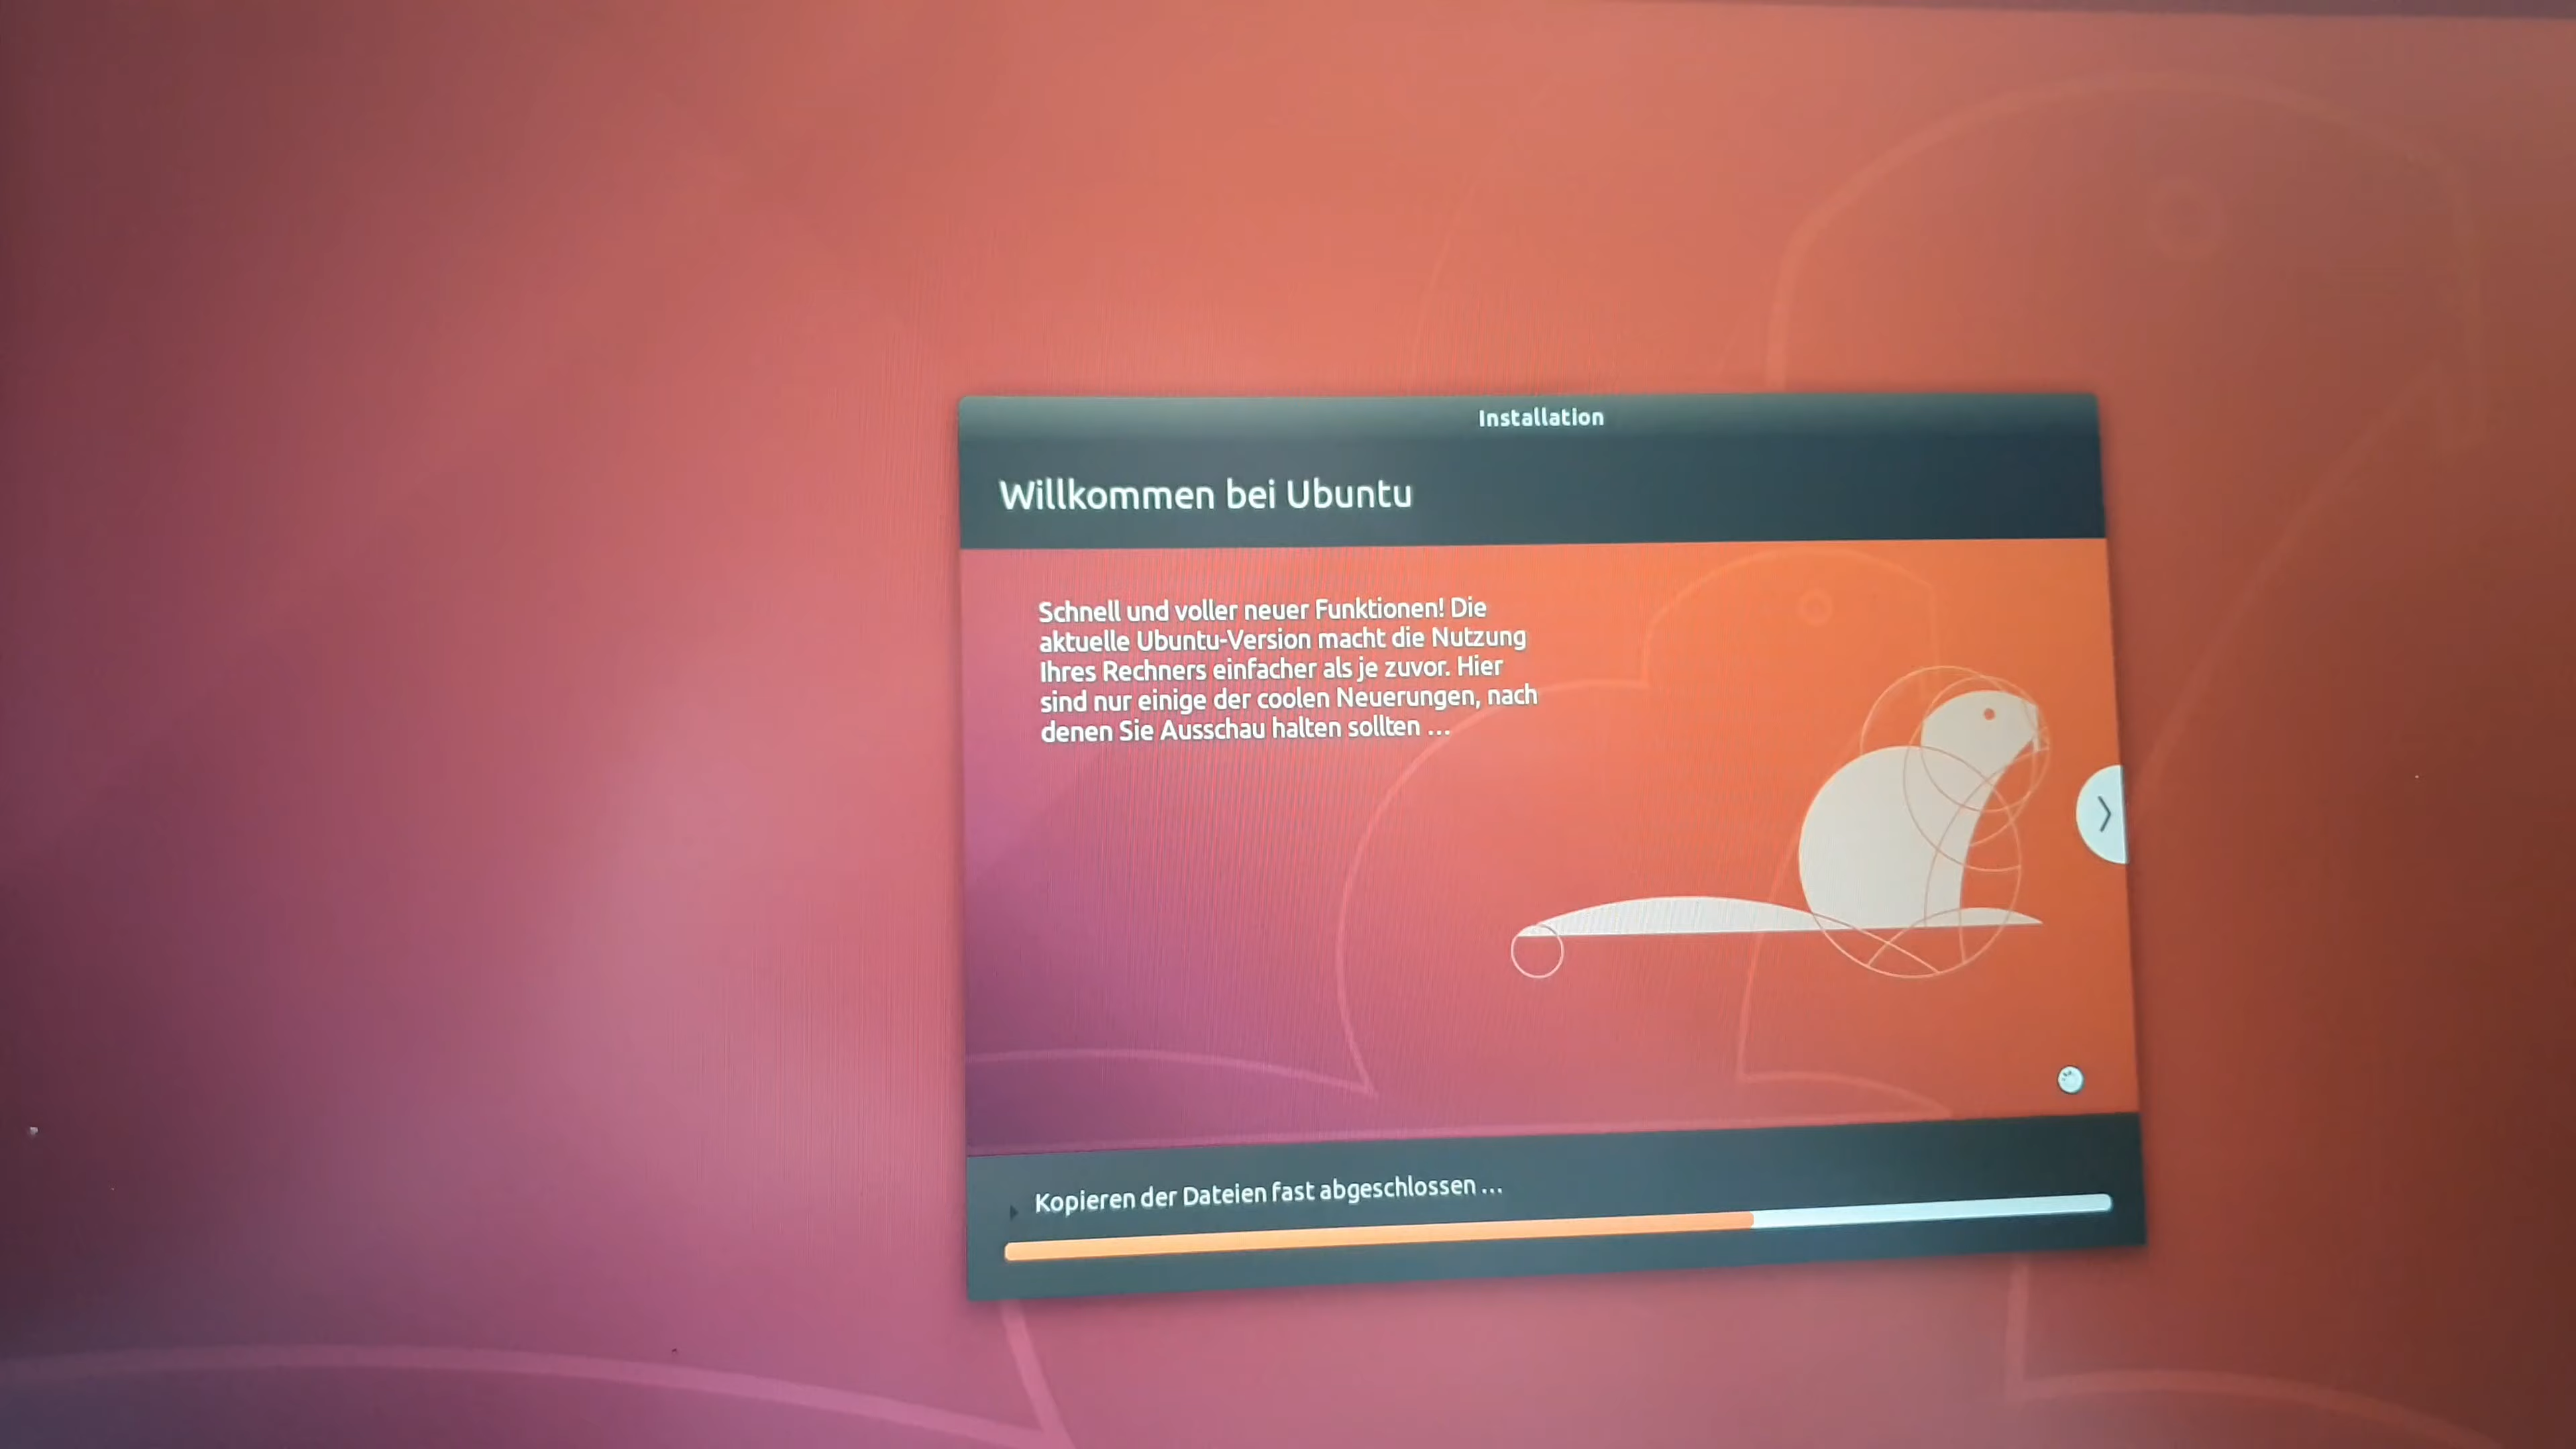 Installation
Willkommen bei Ubuntu
Schnell und voller neuer Funktionen! Die
aktuelle Ubuntu-Version macht die Nutzung
Ihres Rechners einfacher als je zuvor. Hier
sind nur einige der coolen Neuerungen, nach
denen Sie Ausschau halten sollten ...
Kopieren der Dateien fast abgeschlossen ...